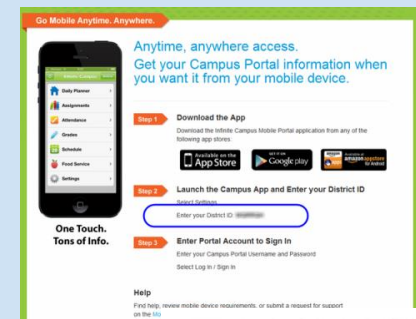 Go Mobile Anytime. Anywhere.
Anytime, anywhere access.
Get your Campus Portal information when
you want it from your mobile device.
Infinite Campus
Daily Planner
Assignments
Attendance
Grades
Schedule
Food Service
Settings
One Touch.
Tons of Info.
Step 1
Download the App
Download the Infinite Campus Mobile Portal application from any of the
following app stores:
Available on the
App Store
GET IT ON
Google play
amazon appstore
for Android
Step 2
Launch the Campus App and Enter your District ID
Select Settings
Enter your District ID:
Step 3
Enter Portal Account to Sign In
Enter your Campus Portal Username and Password
Select Log In / Sign In
Help
Find help, review mobile device requirements, or submit a request for support
on the Mo